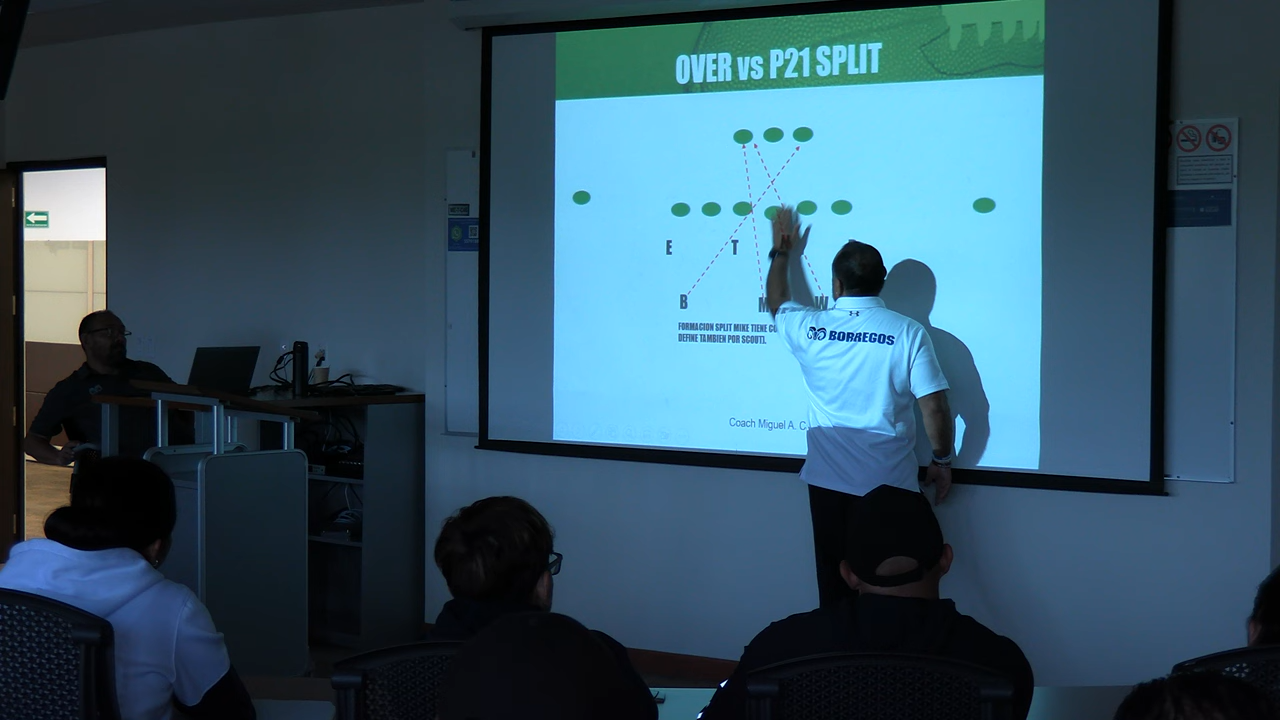 OVER vs P21 SPLIT
E T
B M W
FORMACION SPLIT MIKE TIENE
DEFINE TAMBIEN POR SCOUT).
Coach Miguel A. C
BORREGOS